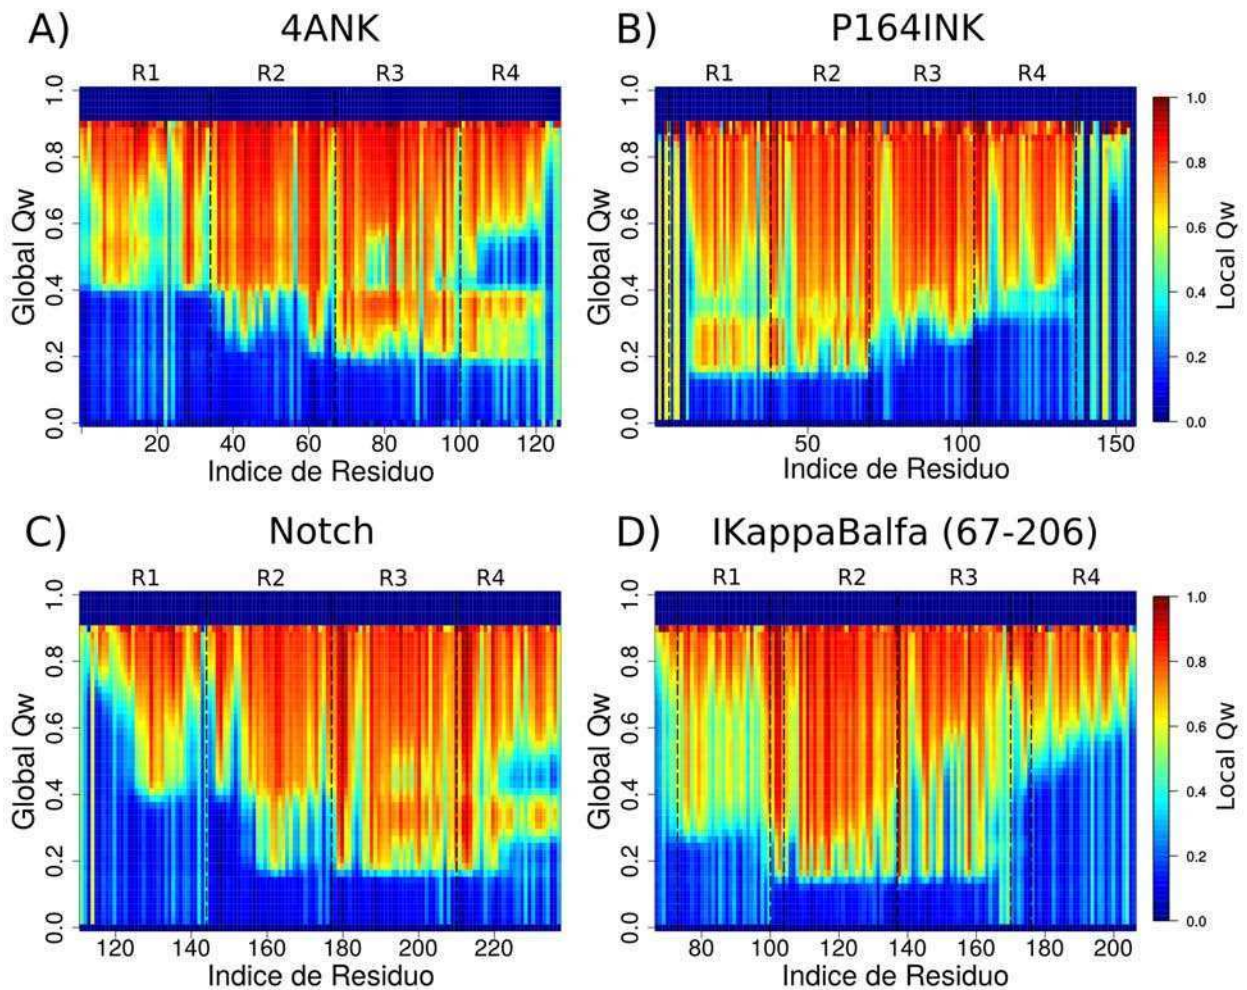 A) 4ANK
R1 R2 R3 R4
Global Qw
0.0 0.2 0.4 0.6 0.8 1.0
20 40 60 80 100 120
Indice de Residuo
B) P164INK
R1 R2 R3 R4
Global Qw
0.0 0.2 0.4 0.6 0.8 1.0
50 100 150
Indice de Residuo
1.0
0.8
0.6
0.4
0.2
0.0
Local Qw
C) Notch
R1 R2 R3 R4
Global Qw
0.0 0.2 0.4 0.6 0.8 1.0
120 140 160 180 200 220
Indice de Residuo
D) IKappaBalfa (67-206)
R1 R2 R3 R4
Global Qw
0.0 0.2 0.4 0.6 0.8 1.0
80 100 120 140 160 180 200
Indice de Residuo
1.0
0.8
0.6
0.4
0.2
0.0
Local Qw